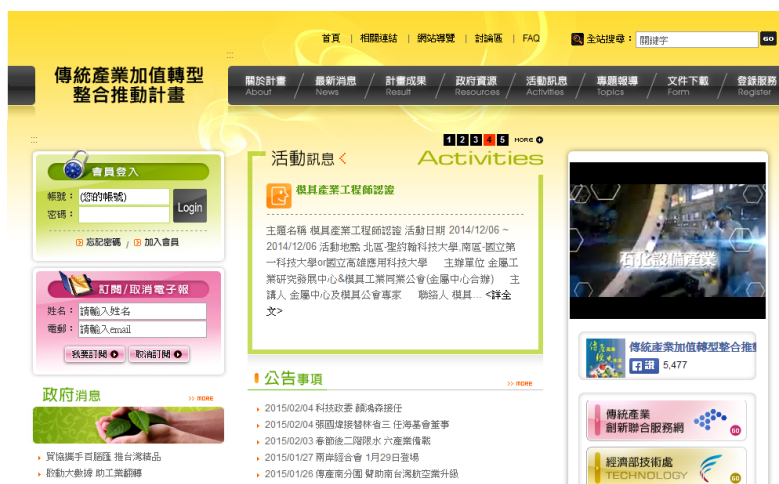 首頁 | 相關連結 | 網站導覽 | 討論區 | FAQ
全站搜尋： 關鍵字 GO
傳統產業加值轉型
整合推動計畫
關於計畫 最新消息 計畫成果 政府資源 活動訊息 專題報導 文件下載 登錄服務
About News Result Resources Activities Topics Form Register
會員登入
帳號： (您的帳號)
密碼：
Login
忘記密碼 / 加入會員
訂閱/取消電子報
姓名： 請輸入姓名
電郵： 請輸入email
我要訂閱 取消訂閱
政府消息 >> MORE
貿協攜手百腦匯 推台灣精品
啟動大數據 助工業翻轉
1 2 3 4 5 MORE
活動訊息 Activities
模具產業工程師認證
主題名稱 模具產業工程師認證 活動日期 2014/12/06 ~
2014/12/06 活動地點 北區-聖約翰科技大學.南區-國立第
一科技大學or國立高雄應用科技大學 主辦單位 金屬工
業研究發展中心&模具工業同業公會(金屬中心合辦) 主
講人 金屬中心及模具公會專家 聯絡人 模具... <詳全
文>
公告事項 >> MORE
2015/02/04 科技政委 顏鴻森接任
2015/02/04 張國煒接替林省三 任海基會董事
2015/02/03 春節後二階限水 六產業備戰
2015/01/27 兩岸經合會 1月29日登場
2015/01/26 傳產南分團 幫助南台灣航空業升級
石化設備產業
傳統產業加值轉型整合推動
讚 5,477
傳統產業
創新聯合服務網
GO
經濟部技術處
TECHNOLOGY
GO